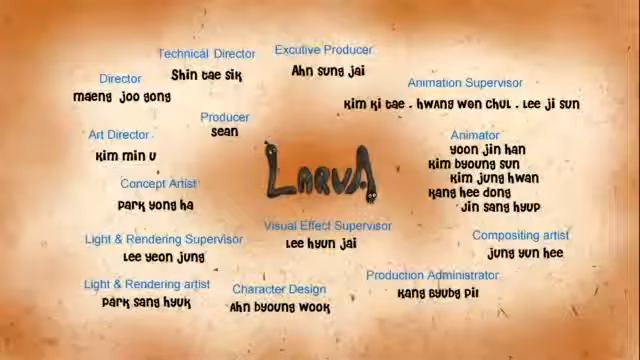 Technical Director
Shin tae sik
Excutive Producer
Ahn sung jai
Director
maeng joo gong
Animation Supervisor
Kim Ki tae . hwang won chul . Lee ji sun
Producer
sean
Art Director
Kim min u
Animator
yoon jin han
Kim byoung sun
Kim jung hwan
Kang hee dong
Jin sang hyup
Larva
Concept Artist
park yong ha
Visual Effect Supervisor
Lee hyun jai
Light & Rendering Supervisor
Lee yeon jung
Compositing artist
jung yun hee
Light & Rendering artist
park sang hyuk
Character Design
Ahn byoung wook
Production Administrator
Kang